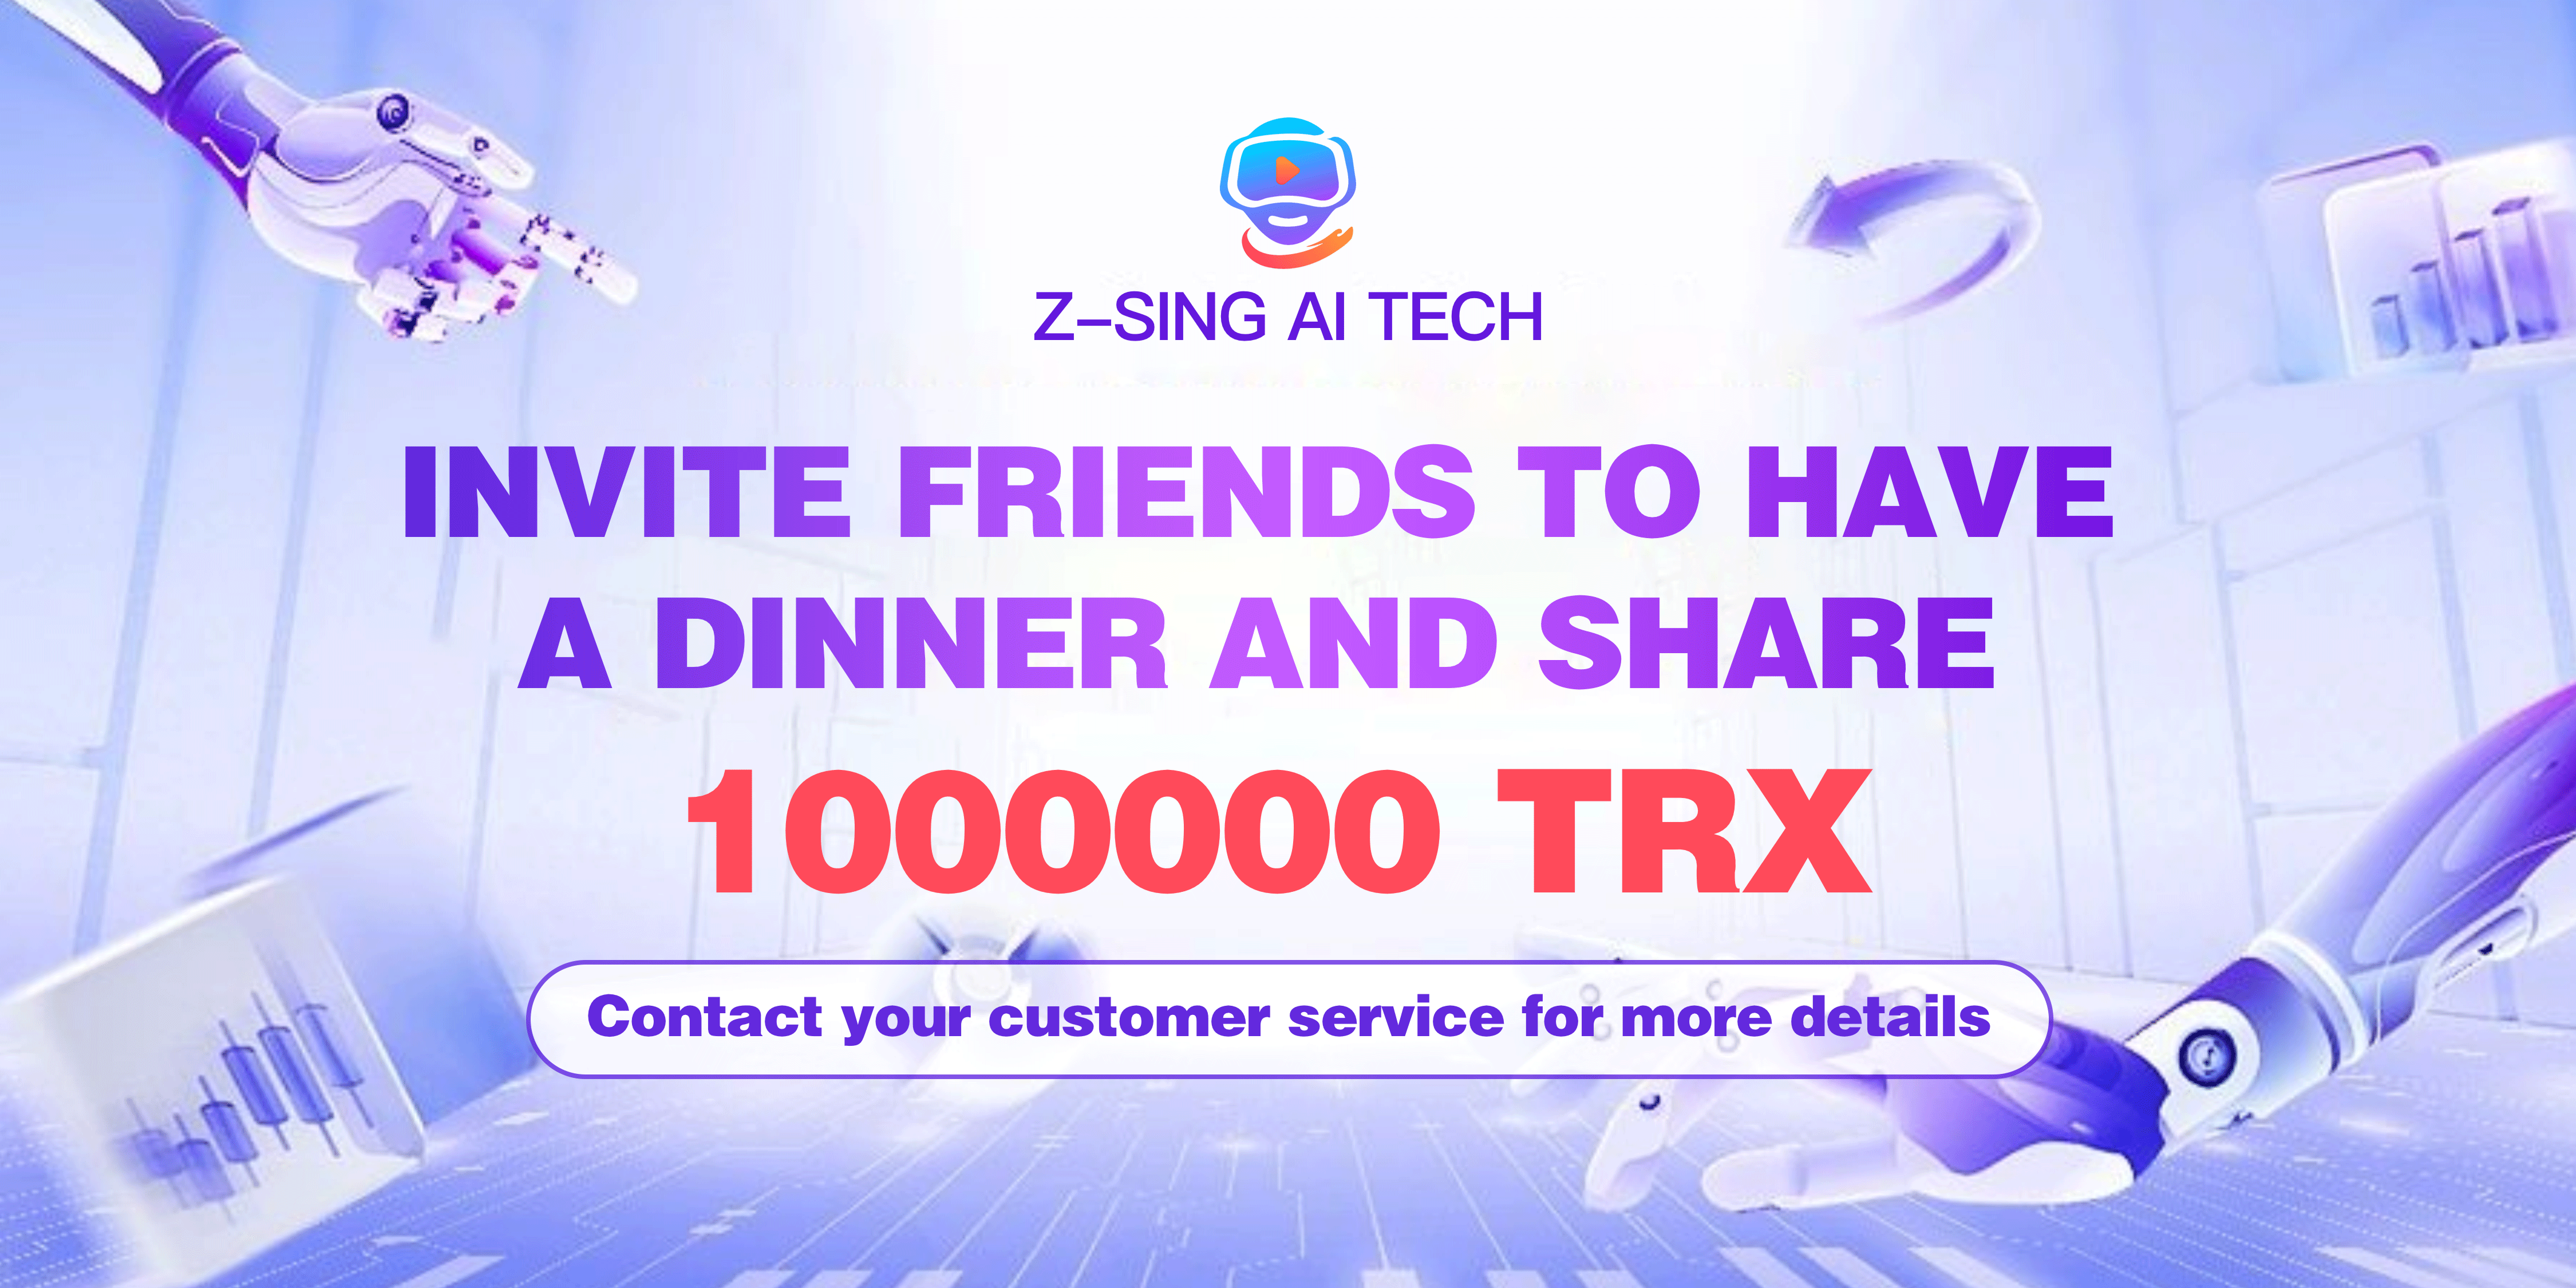 Z–SING AI TECH
INVITE FRIENDS TO HAVE
A DINNER AND SHARE
1000000 TRX
Contact your customer service for more details